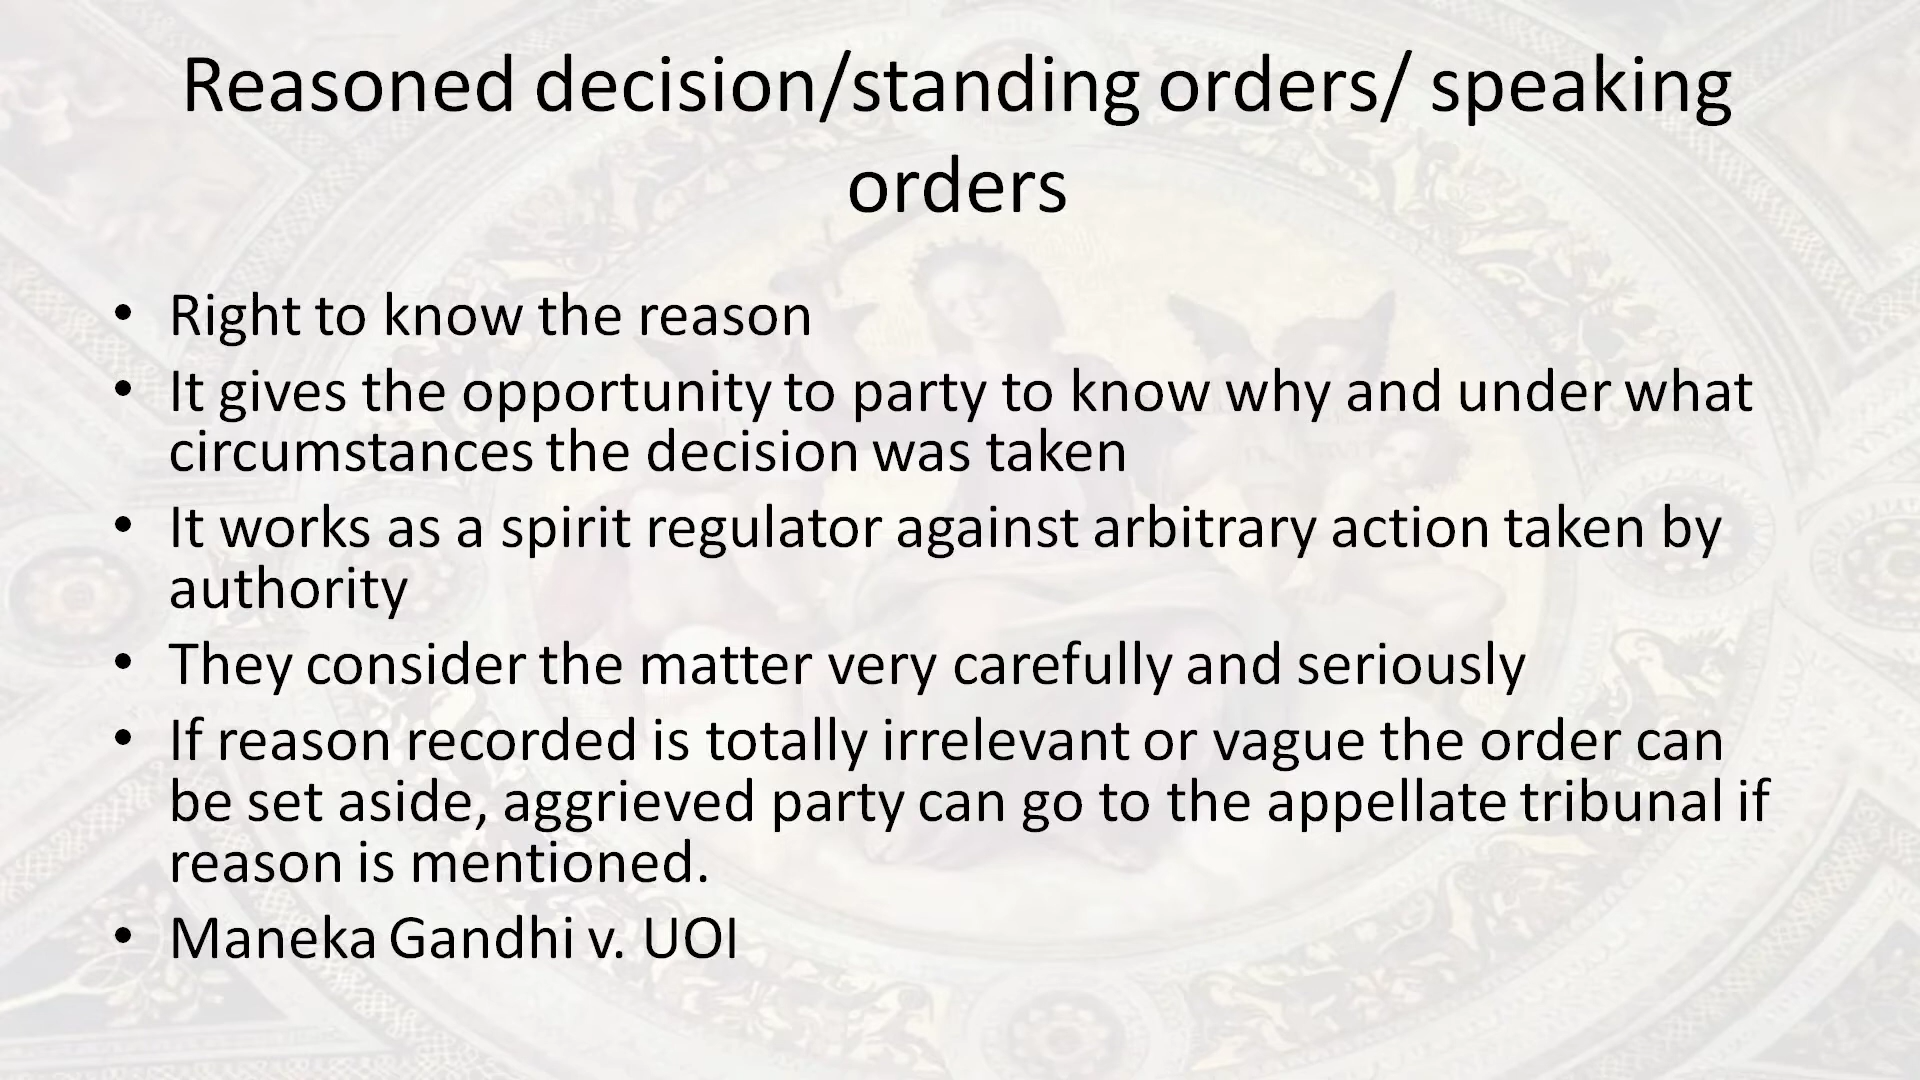 Reasoned decision/standing orders/ speaking
orders
• Right to know the reason
• It gives the opportunity to party to know why and under what
circumstances the decision was taken
• It works as a spirit regulator against arbitrary action taken by
authority
• They consider the matter very carefully and seriously
• If reason recorded is totally irrelevant or vague the order can
be set aside, aggrieved party can go to the appellate tribunal if
reason is mentioned.
• Maneka Gandhi v. UOI